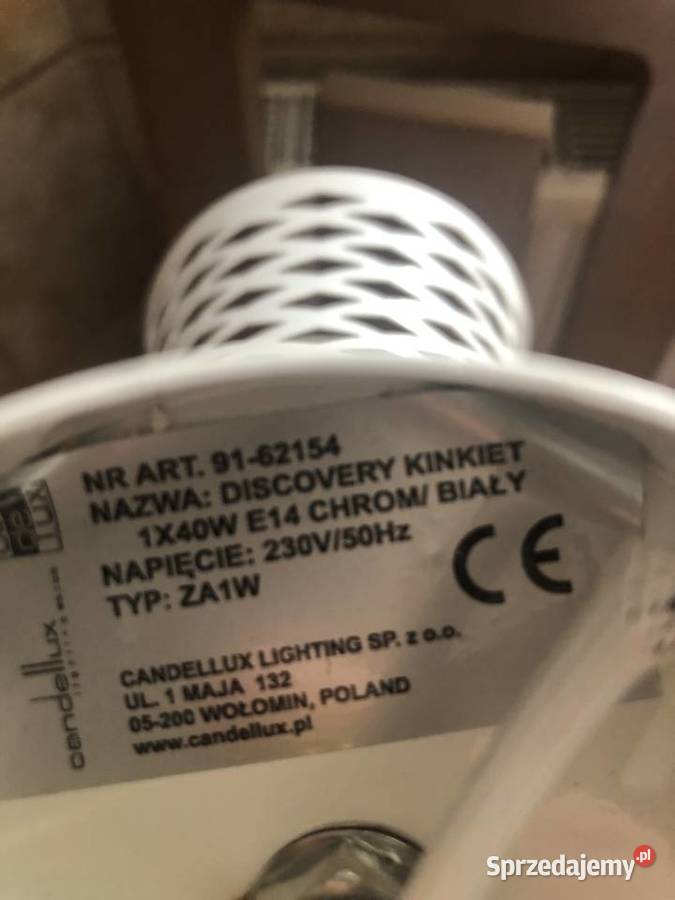 NR ART. 91-62154
NAZWA: DISCOVERY KINKIET
1X40W E14 CHROM/ BIAŁY
NAPIĘCIE: 230V/50Hz
TYP: ZA1W
CE
candellux
CANDELLUX LIGHTING SP. z o.o.
UL. 1 MAJA 132
05-200 WOŁOMIN, POLAND
www.candellux.pl
Sprzedajemy.pl